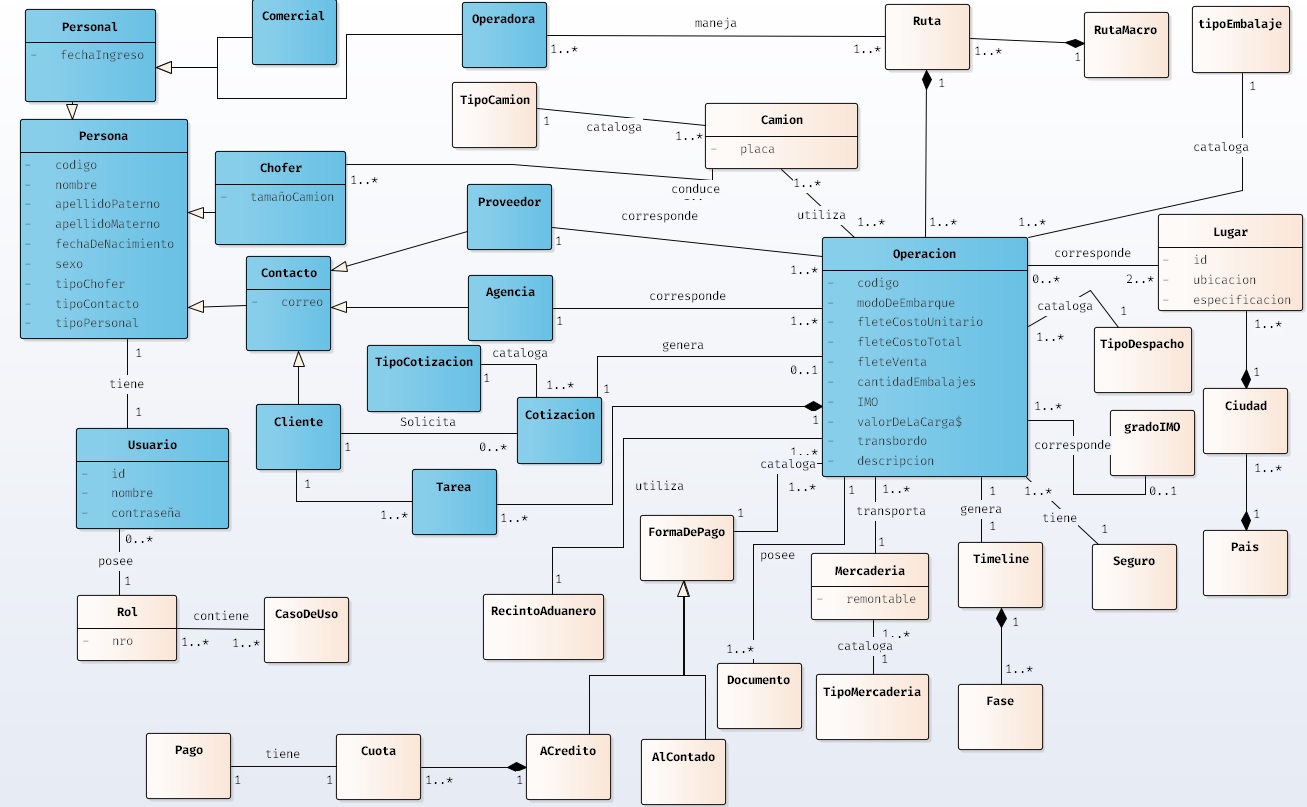 Personal
- fechaIngreso
Comercial
Operadora
1..*
maneja
1..*
Ruta
1..*
1
1
RutaMacro
tipoEmbalaje
1
cataloga
1..*
TipoCamion
1
cataloga
1..*
Camion
- placa
1..*
utiliza
1..*
1..*
Persona
- codigo
- nombre
- apellidoPaterno
- apellidoMaterno
- fechaDeNacimiento
- sexo
- tipoChofer
- tipoContacto
- tipoPersonal
Chofer
- tamañoCamion
1..*
conduce
Proveedor
1
corresponde
1..*
Contacto
- correo
Agencia
1
corresponde
1..*
Operacion
- codigo
- modoDeEmbarque
- fleteCostoUnitario
- fleteCostoTotal
- fleteVenta
- cantidadEmbalajes
- IMO
- valorDeLaCarga$
- transbordo
- descripcion
corresponde
0..*
2..*
Lugar
- id
- ubicacion
- especificacion
1..*
cataloga
1
1..*
TipoDespacho
1
Ciudad
1..*
1
Pais
TipoCotizacion
1
cataloga
1..*
genera
1
0..1
Cotizacion
Cliente
1
Solicita
0..*
1
1..*
Tarea
1..*
1
1
tiene
1
Usuario
- id
- nombre
- contraseña
0..*
posee
1
Rol
- nro
1..*
contiene
1..*
CasoDeUso
1..*
corresponde
gradoIMO
0..1
1..*
utiliza
1
RecintoAduanero
cataloga
1..*
1
FormaDePago
1
posee
1..*
Documento
1..*
transporta
1
Mercaderia
- remontable
1..*
cataloga
1
TipoMercaderia
1
genera
1
Timeline
1
1..*
Fase
1..*
tiene
1
Seguro
Pago
1
tiene
1
Cuota
1..*
1
ACredito
AlContado